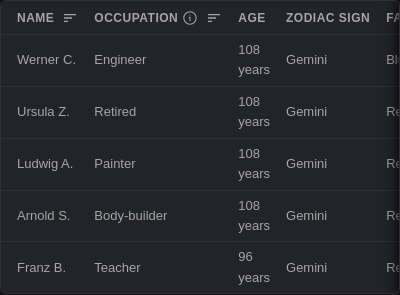 NAME OCCUPATION AGE ZODIAC SIGN FA
Werner C. Engineer 108 years Gemini Bl
Ursula Z. Retired 108 years Gemini Re
Ludwig A. Painter 108 years Gemini Re
Arnold S. Body-builder 108 years Gemini Re
Franz B. Teacher 96 years Gemini Re